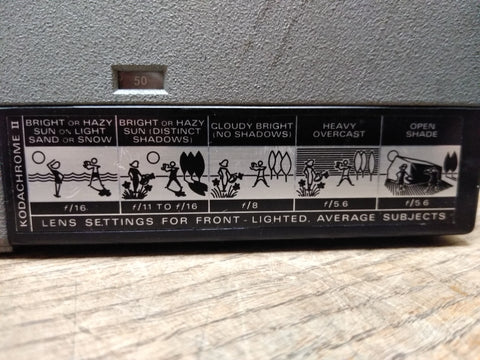 50
KODACHROME II
BRIGHT OR HAZY
SUN ON LIGHT
SAND OR SNOW
f/16
BRIGHT OR HAZY
SUN (DISTINCT
SHADOWS)
f/11 TO f/16
CLOUDY BRIGHT
(NO SHADOWS)
f/8
HEAVY
OVERCAST
f/5.6
OPEN
SHADE
f/5.6
LENS SETTINGS FOR FRONT-LIGHTED, AVERAGE SUBJECTS